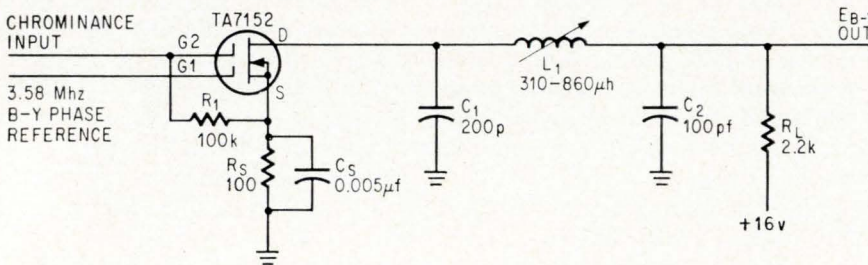 CHROMINANCE
INPUT
TA7152
G2
G1
D
S
3.58 Mhz
B-Y PHASE
REFERENCE
R1
100k
RS
100
CS
0.005μf
C1
200p
L1
310-860μh
C2
100pf
RL
2.2k
+16v
EB-
OUT